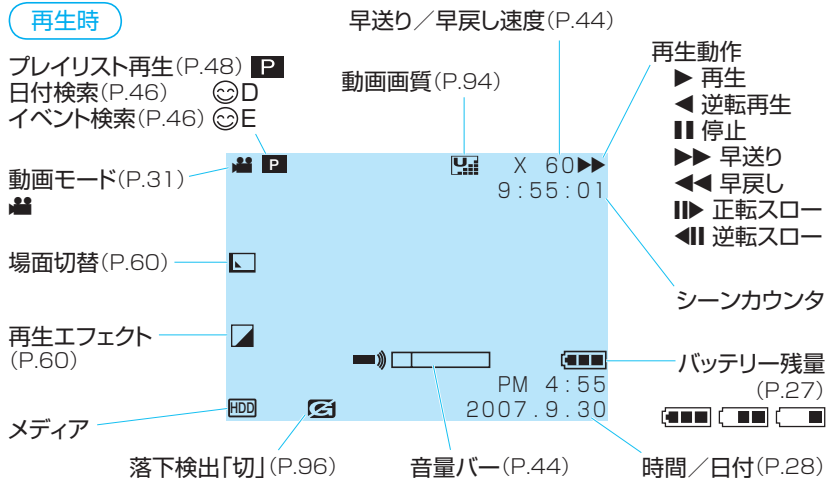 再生時
早送り／早戻し速度(P.44)
プレイリスト再生(P.48) P
日付検索(P.46) D
イベント検索(P.46) E
動画画質(P.94)
再生動作
▶ 再生
◀ 逆転再生
停止
▶▶ 早送り
◀◀ 早戻し
正転スロー
逆転スロー
動画モード(P.31)
P
X 60▶▶
9:55:01
場面切替(P.60)
シーンカウンタ
再生エフェクト
(P.60)
バッテリー残量
(P.27)
PM 4:55
2007.9.30
HDD
メディア
落下検出「切」(P.96)
音量バー(P.44)
時間／日付(P.28)